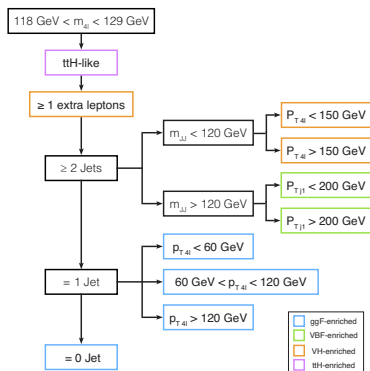 118 GeV < m4l < 129 GeV
ttH-like
≥ 1 extra leptons
≥ 2 Jets
mJJ < 120 GeV
PT 4l < 150 GeV
PT 4l > 150 GeV
mJJ > 120 GeV
PT j1 < 200 GeV
PT j1 > 200 GeV
= 1 Jet
pT 4l < 60 GeV
60 GeV < pT 4l < 120 GeV
pT 4l > 120 GeV
= 0 Jet
ggF-enriched
VBF-enriched
VH-enriched
ttH-enriched